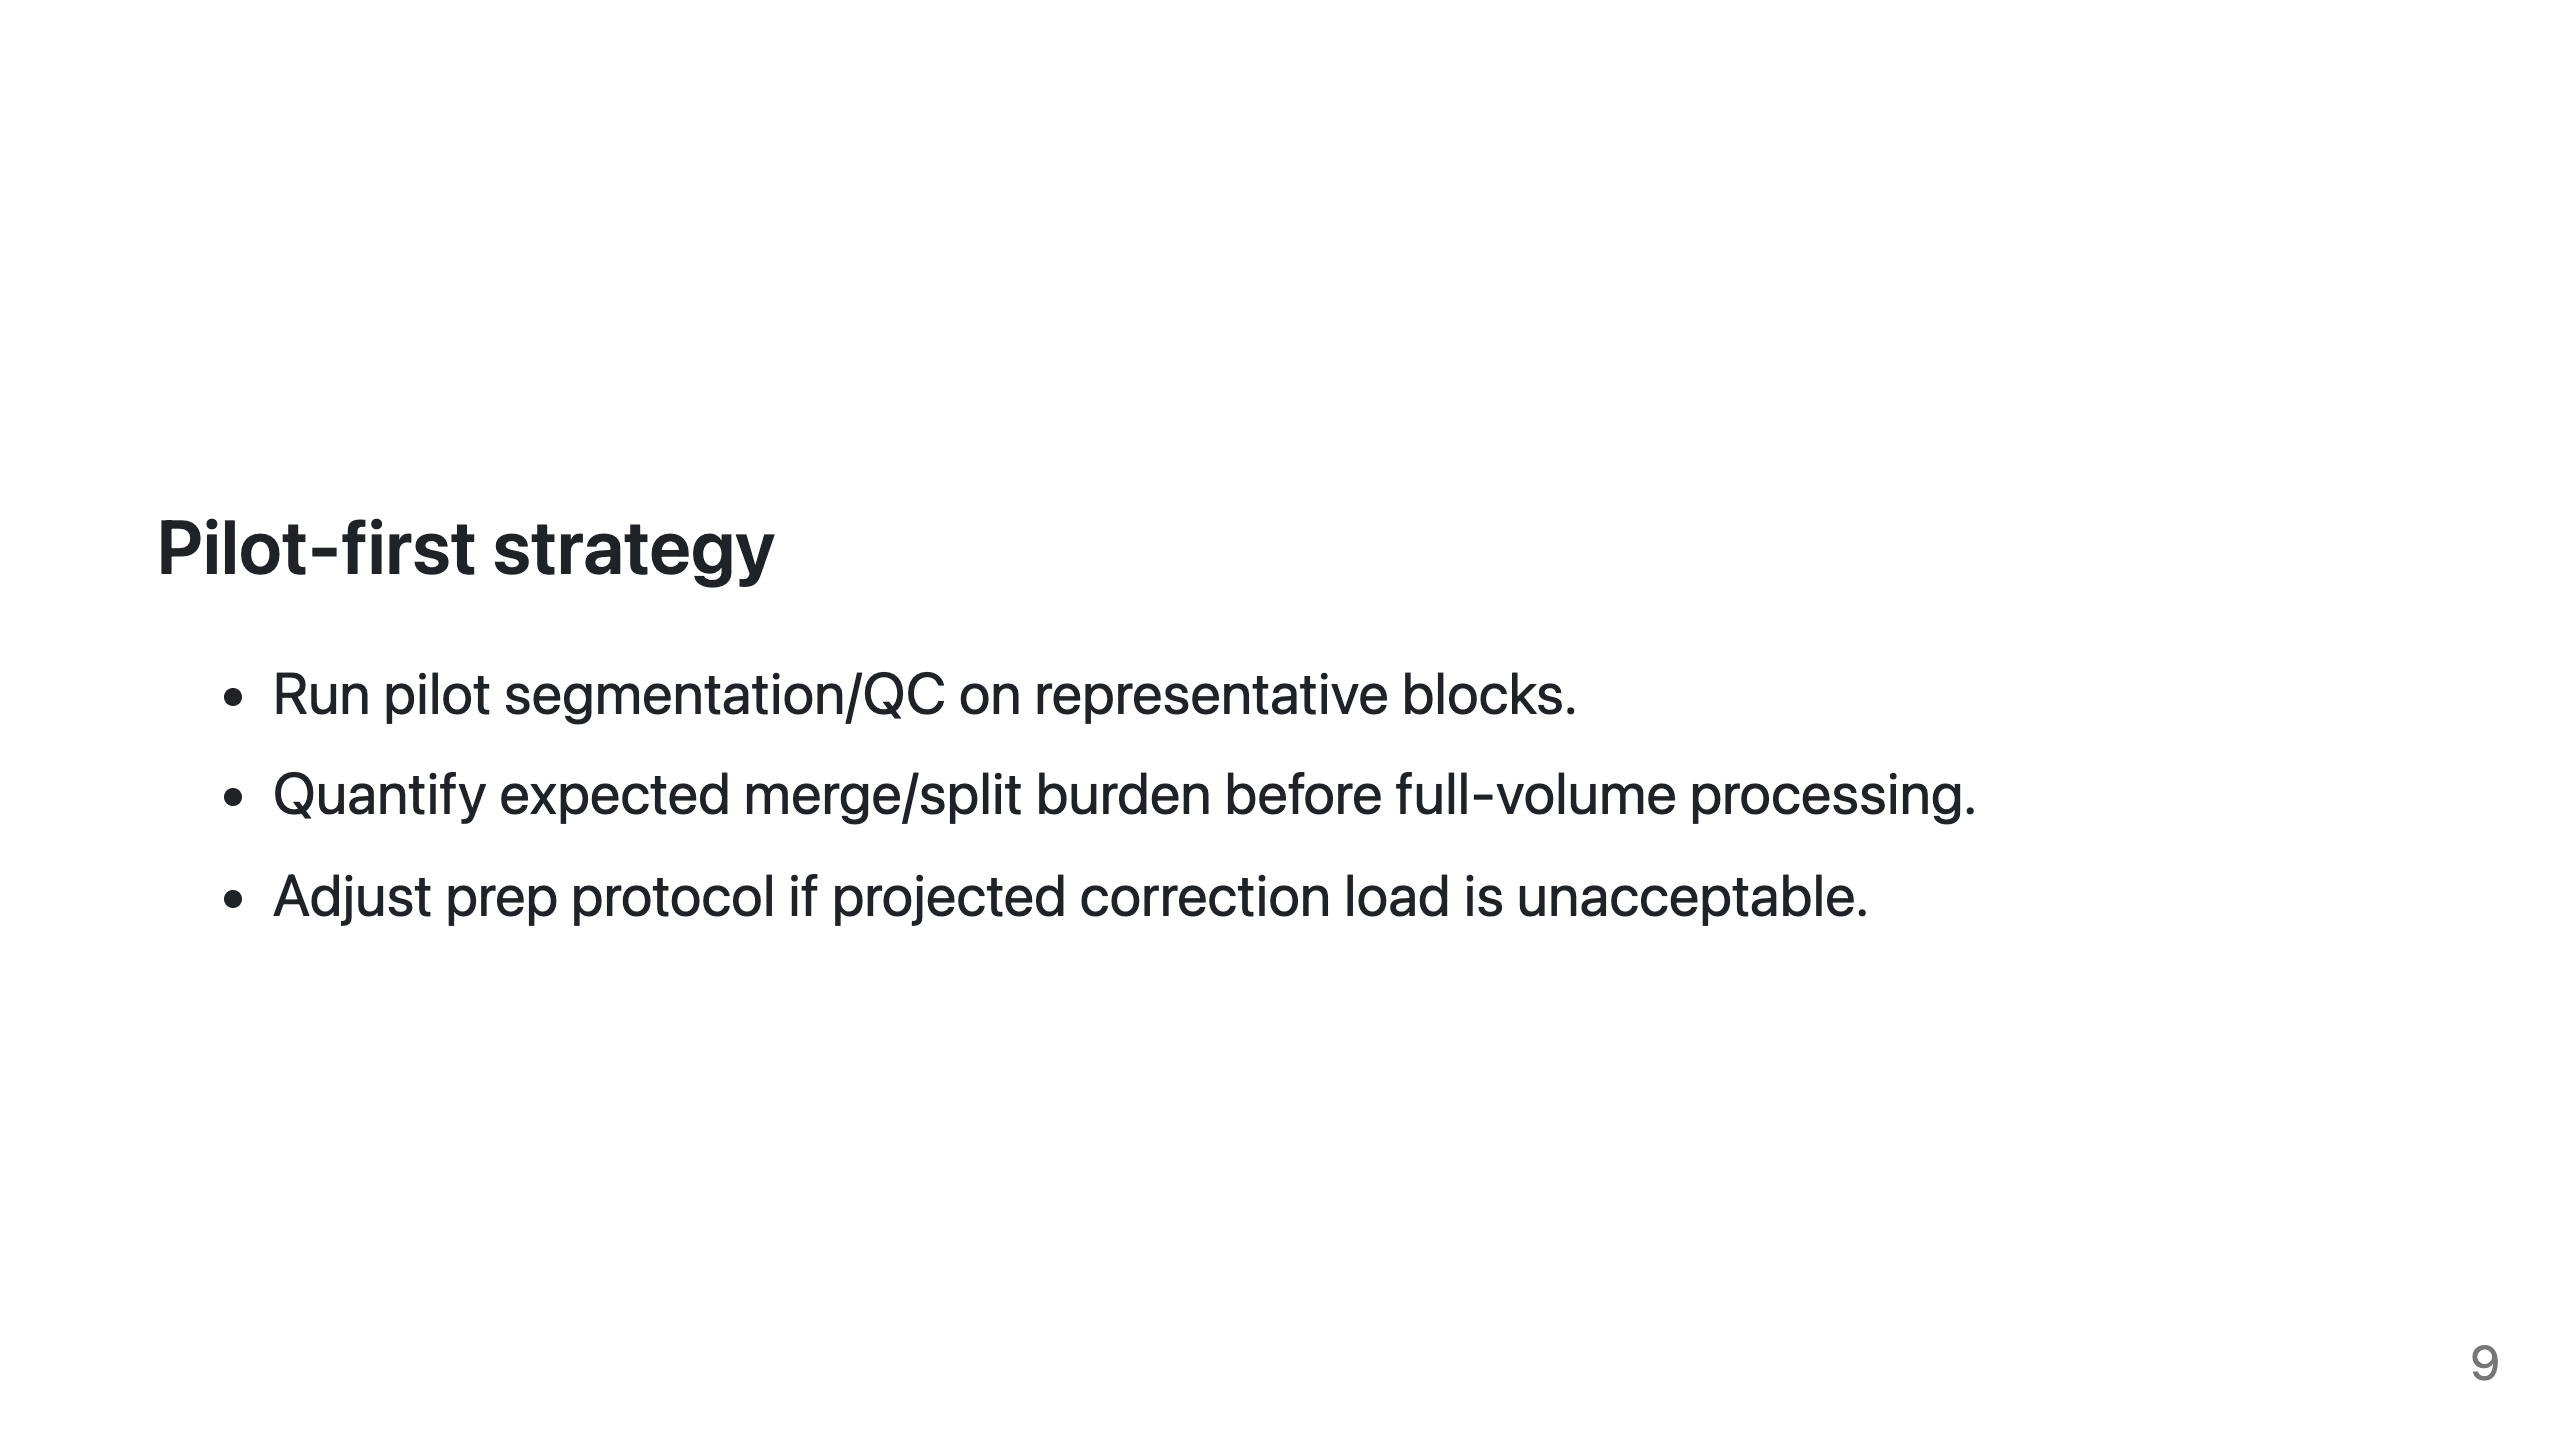 Pilot-first strategy
• Run pilot segmentation/QC on representative blocks.
• Quantify expected merge/split burden before full-volume processing.
• Adjust prep protocol if projected correction load is unacceptable.
9